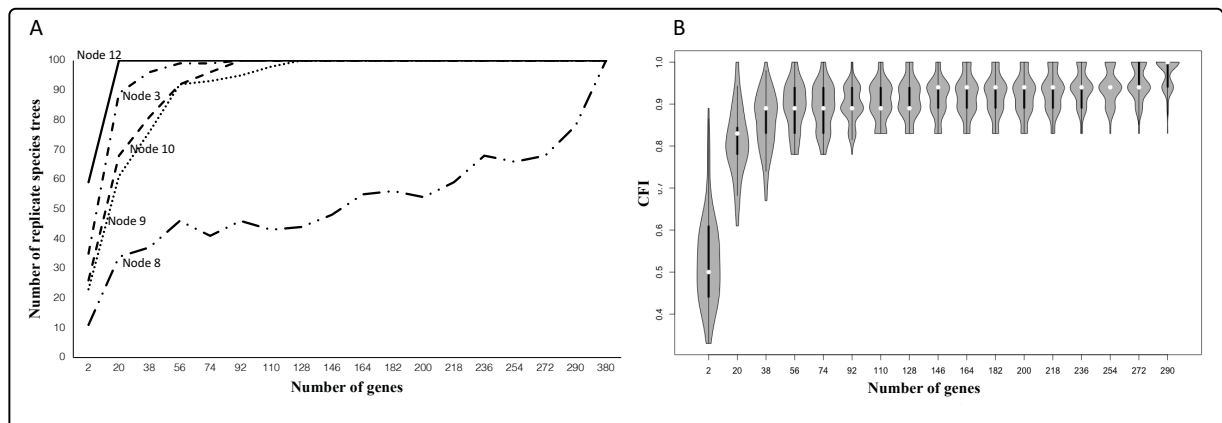 A
Number of replicate species trees
100
90
80
70
60
50
40
30
20
10
0
Node 12
Node 3
Node 10
Node 9
Node 8
2 20 38 56 74 92 110 128 146 164 182 200 218 236 254 272 290 380
Number of genes
B
CFI
1.0
0.9
0.8
0.7
0.6
0.5
0.4
2 20 38 56 74 92 110 128 146 164 182 200 218 236 254 272 290
Number of genes